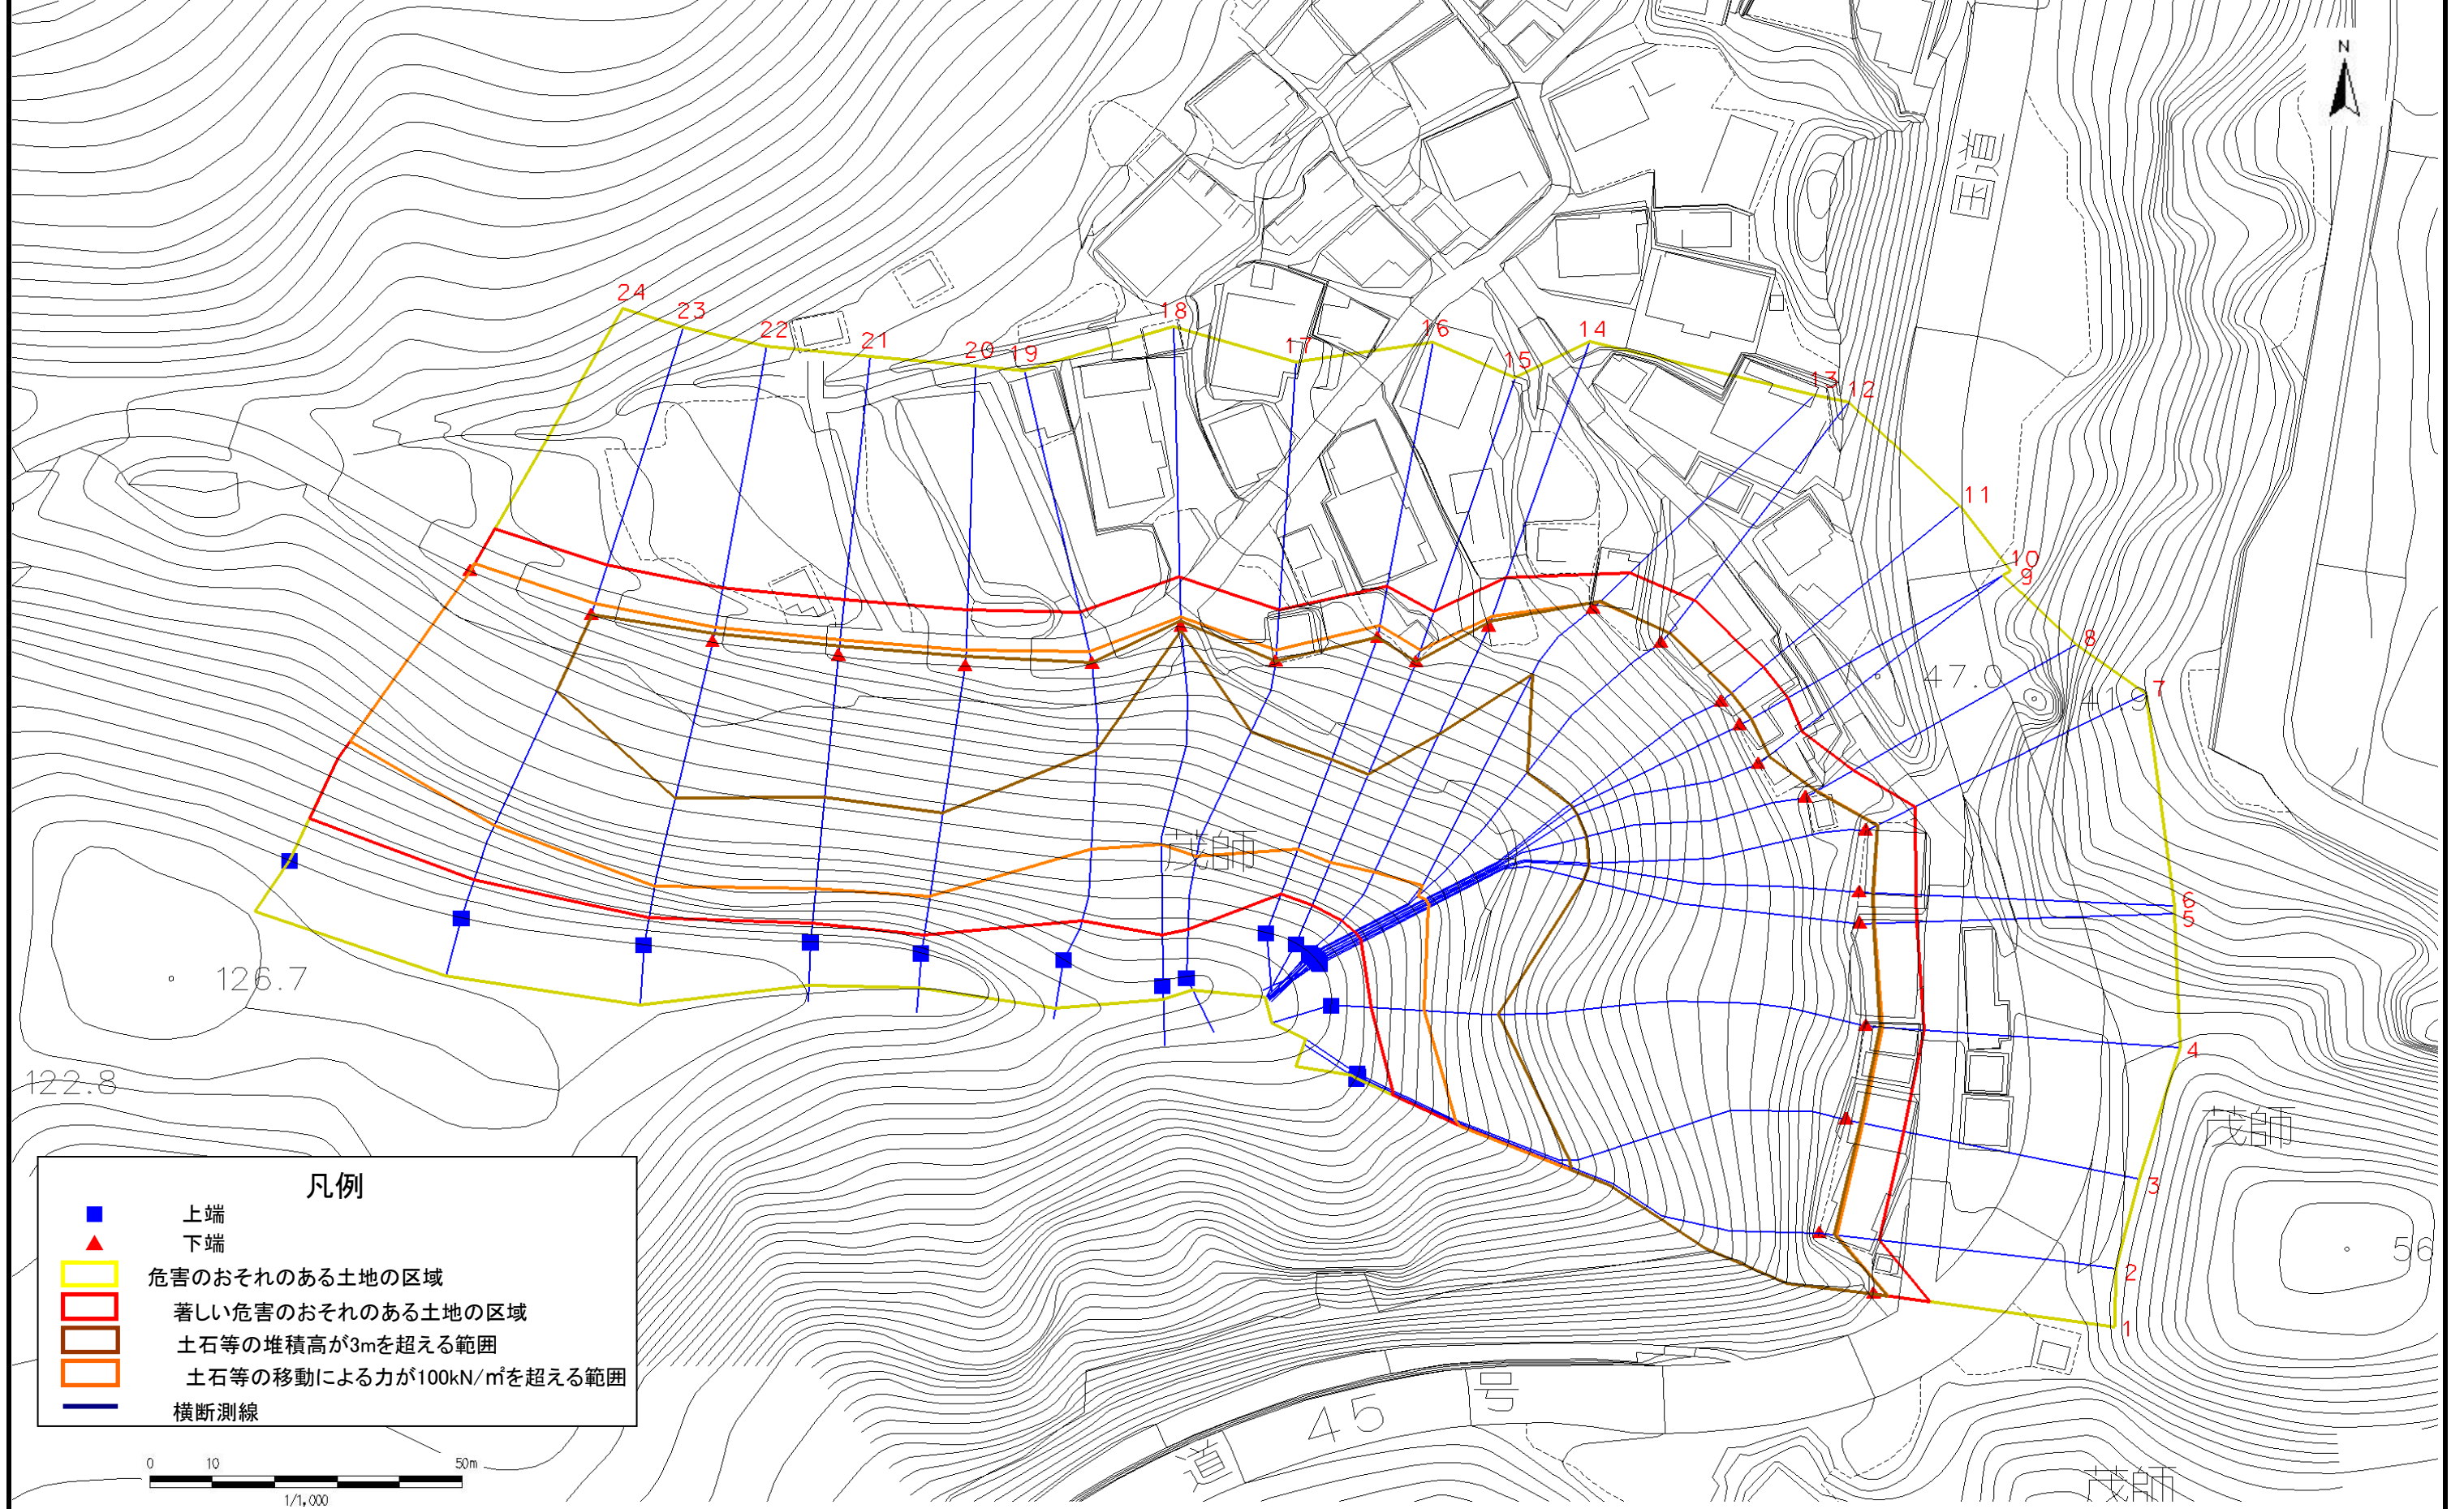 N
国道
24
23
22
21
20
19
18
17
16
15
14
13
12
11
10
9
8
7
47.0
41.9
6
5
4
3
2
1
茂師
126.7
122.8
茂師
56
凡例
上端
下端
危害のおそれのある土地の区域
著しい危害のおそれのある土地の区域
土石等の堆積高が3mを超える範囲
土石等の移動による力が100kN/㎡を超える範囲
横断測線
道 45 号
茂師
0 10 50m
1/1,000